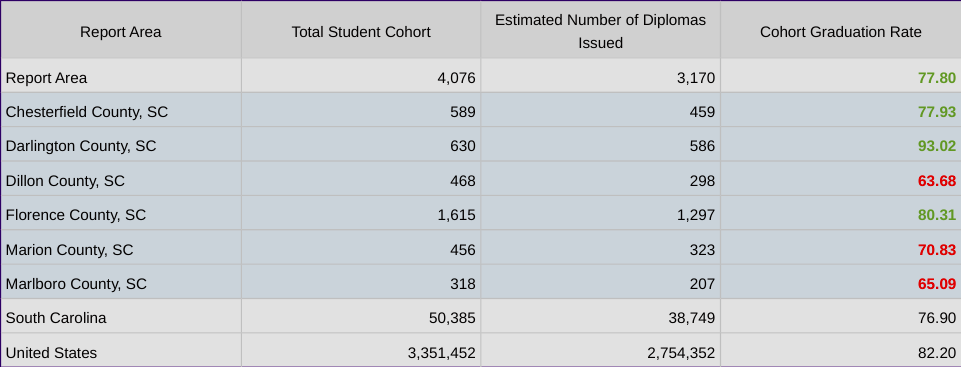 Report Area Total Student Cohort Estimated Number of Diplomas Issued Cohort Graduation Rate
Report Area 4,076 3,170 77.80
Chesterfield County, SC 589 459 77.93
Darlington County, SC 630 586 93.02
Dillon County, SC 468 298 63.68
Florence County, SC 1,615 1,297 80.31
Marion County, SC 456 323 70.83
Marlboro County, SC 318 207 65.09
South Carolina 50,385 38,749 76.90
United States 3,351,452 2,754,352 82.20